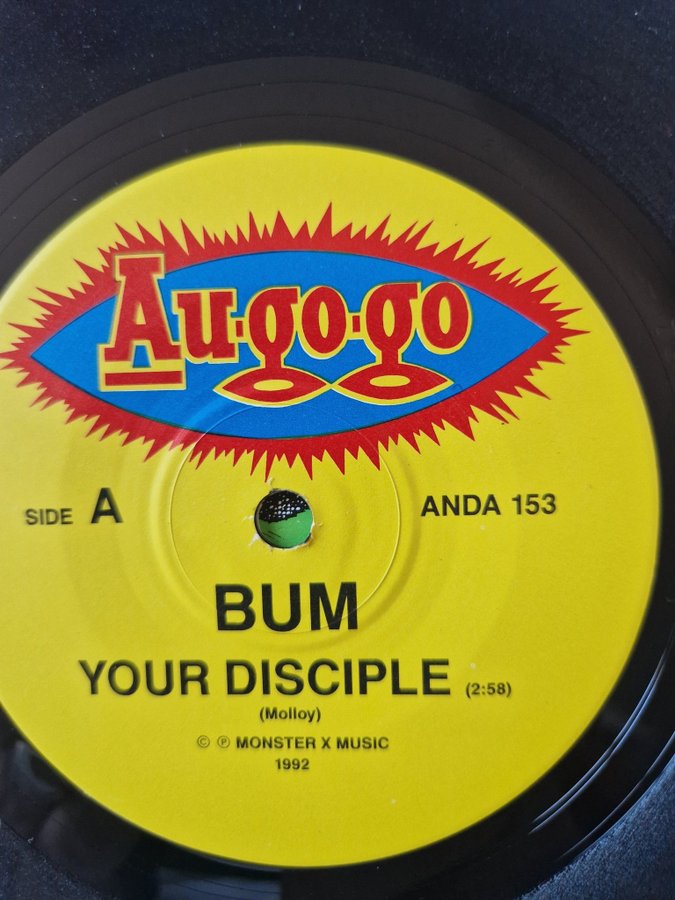 Au·go·go
SIDE A
ANDA 153
BUM
YOUR DISCIPLE (2:58)
(Molloy)
© ℗ MONSTER X MUSIC
1992